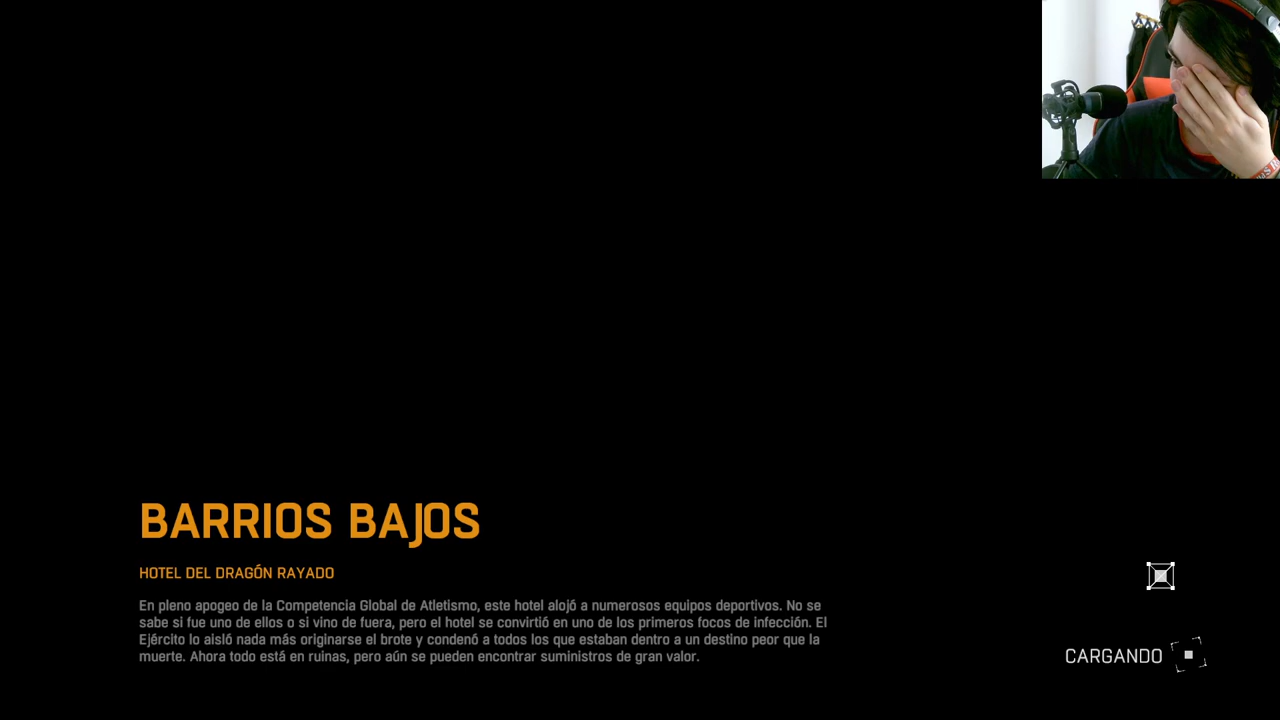 BARRIOS BAJOS
HOTEL DEL DRAGÓN RAYADO
En pleno apogeo de la Competencia Global de Atletismo, este hotel alojó a numerosos equipos deportivos. No se
sabe si fue uno de ellos o si vino de fuera, pero el hotel se convirtió en uno de los primeros focos de infección. El
Ejército lo aisló nada más originarse el brote y condenó a todos los que estaban dentro a un destino peor que la
muerte. Ahora todo está en ruinas, pero aún se pueden encontrar suministros de gran valor.
CARGANDO